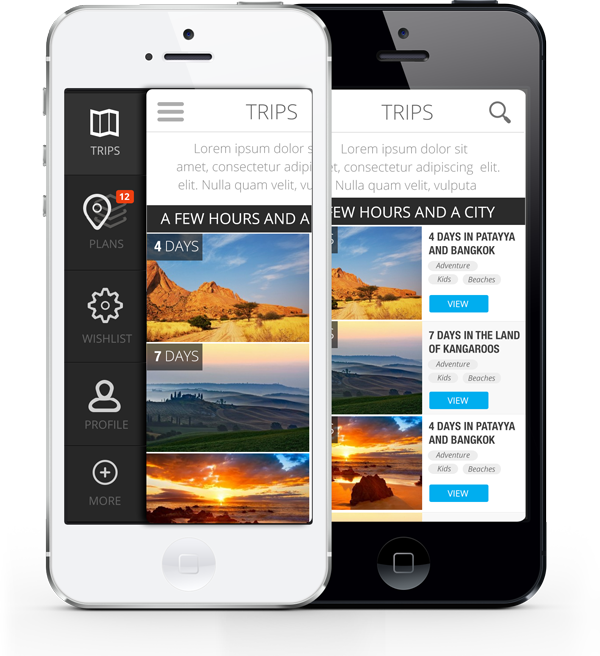 TRIPS
12
PLANS
WISHLIST
PROFILE
MORE
TRIPS
Lorem ipsum dolor s
amet, consectetur adipis
elit. Nulla quam velit, vu
A FEW HOURS AND A
4 DAYS
7 DAYS
TRIPS
Lorem ipsum dolor sit
consectetur adipiscing elit.
Nulla quam velit, vulputa
FEW HOURS AND A CITY
4 DAYS IN PATAYYA
AND BANGKOK
Adventure
Kids Beaches
VIEW
7 DAYS IN THE LAND
OF KANGAROOS
Adventure
Kids Beaches
VIEW
4 DAYS IN PATAYYA
AND BANGKOK
Adventure
Kids Beaches
VIEW